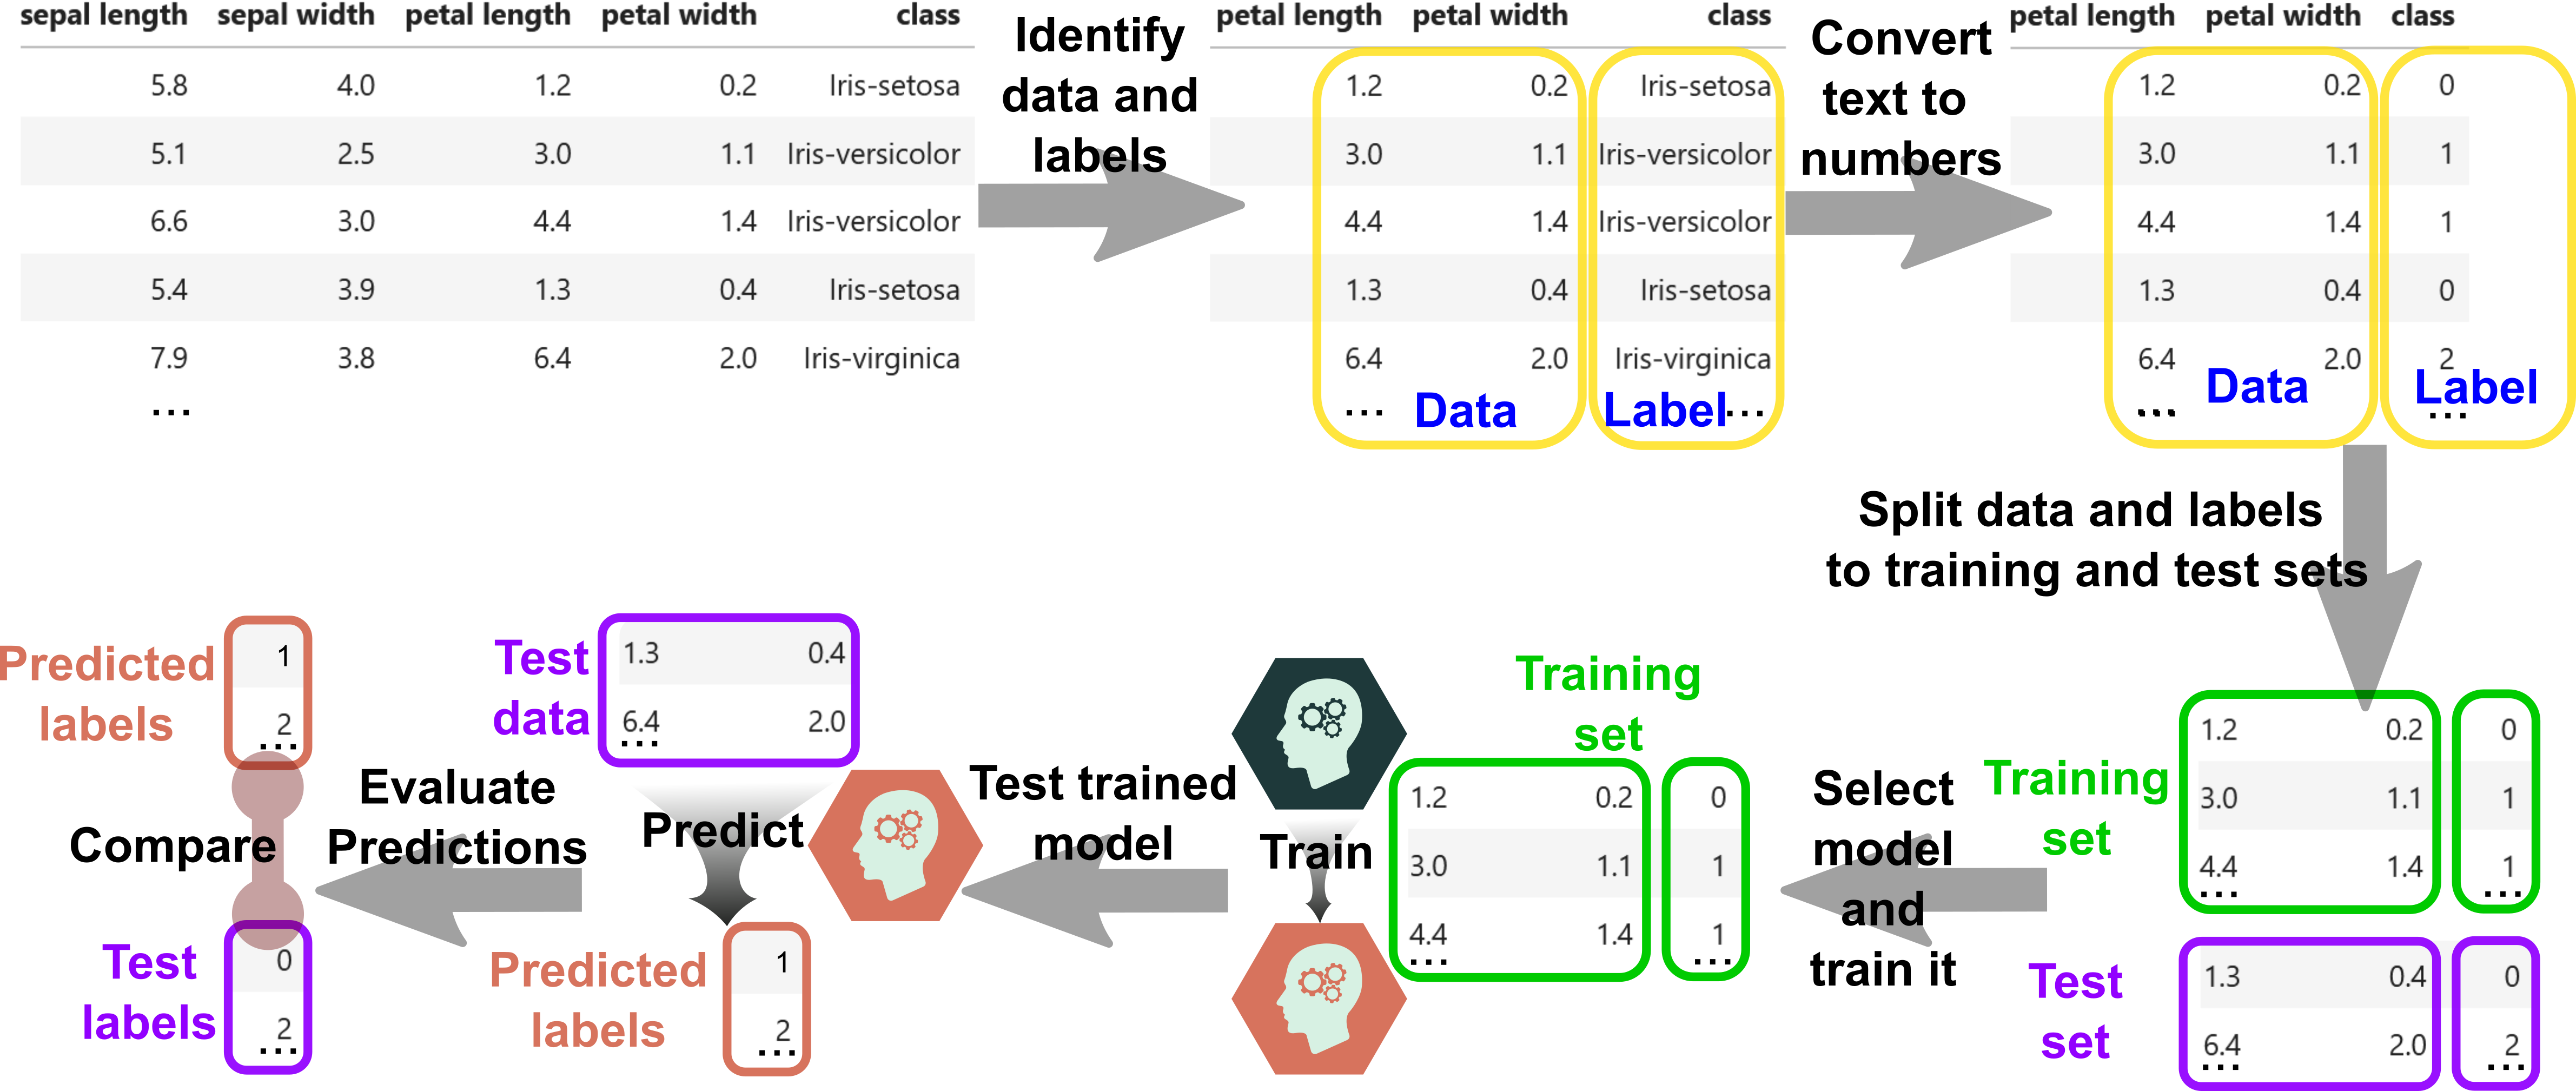 sepal length sepal width petal length petal width class
5.8 4.0 1.2 0.2 Iris-setosa
5.1 2.5 3.0 1.1 Iris-versicolor
6.6 3.0 4.4 1.4 Iris-versicolor
5.4 3.9 1.3 0.4 Iris-setosa
7.9 3.8 6.4 2.0 Iris-virginica
...
Identify
data and
labels
petal length petal width class
1.2 0.2 Iris-setosa
3.0 1.1 Iris-versicolor
4.4 1.4 Iris-versicolor
1.3 0.4 Iris-setosa
6.4 2.0 Iris-virginica
... Data Label...
Convert
text to
numbers
petal length petal width class
1.2 0.2 0
3.0 1.1 1
4.4 1.4 1
1.3 0.4 0
6.4 2.0 2
... Data Label
...
Split data and labels
to training and test sets
Training
set
1.2 0.2 0
3.0 1.1 1
4.4 1.4 1
... ...
Test
set
1.3 0.4 0
6.4 2.0 2
... ...
Select
model
and
train it
Training
set
1.2 0.2 0
3.0 1.1 1
4.4 1.4 1
... ...
Train
Test trained
model
Test
data
1.3 0.4
6.4 2.0
...
Predict
Predicted
labels
1
2
...
Evaluate
Predictions
Predicted
labels
1
2
...
Compare
Test
labels
0
2
...